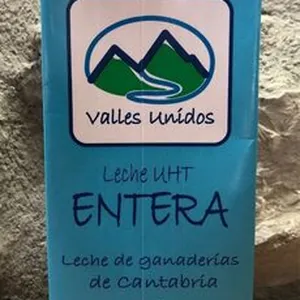 Valles Unidos
Leche UHT
ENTERA
Leche de ganaderías
de Cantabria